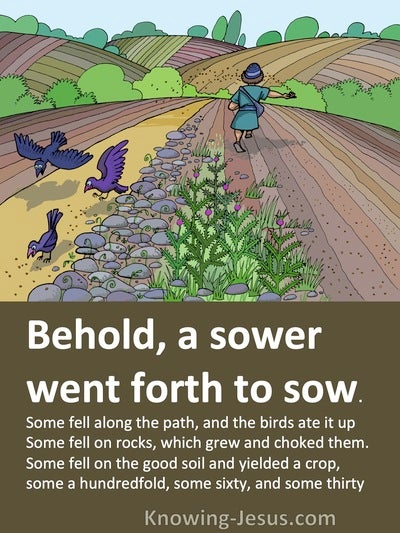 Behold, a sower
went forth to sow.
Some fell along the path, and the birds ate it up
Some fell on rocks, which grew and choked them.
Some fell on the good soil and yielded a crop,
some a hundredfold, some sixty, and some thirty
Knowing-Jesus.com